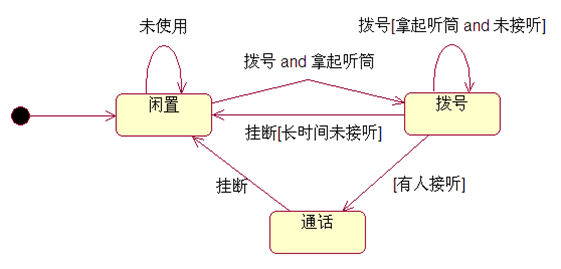 未使用
拨号[拿起听筒 and 未接听]
拨号 and 拿起听筒
闲置
拨号
挂断[长时间未接听]
挂断
[有人接听]
通话